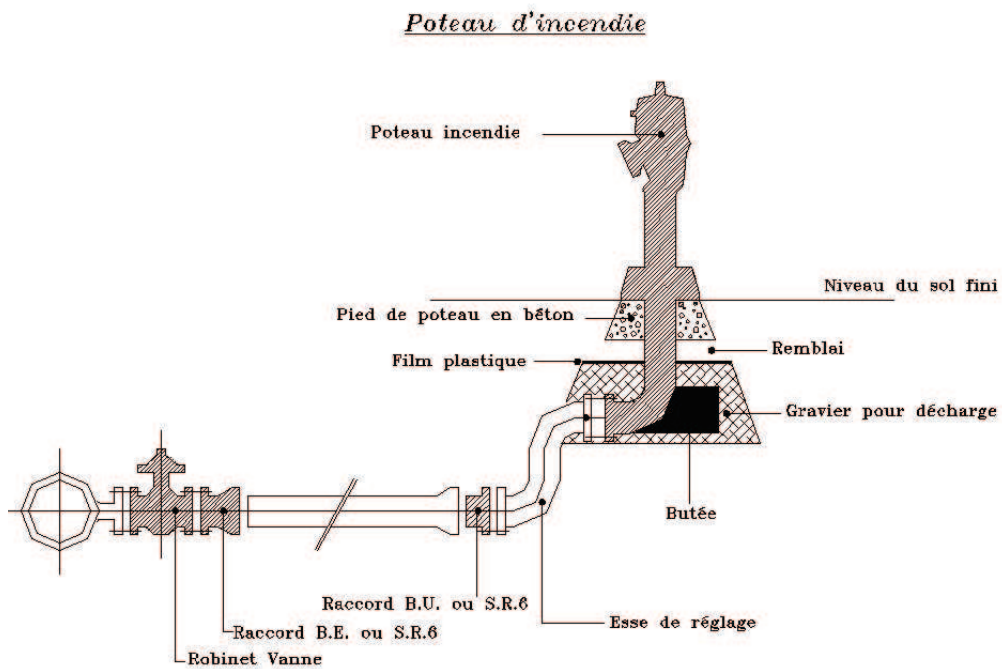 Poteau d'incendie
Poteau incendie
Niveau du sol fini
Pied de poteau en béton
Remblai
Film plastique
Gravier pour décharge
Butée
Raccord B.U. ou S.R.6
Esse de réglage
Raccord B.E. ou S.R.6
Robinet Vanne